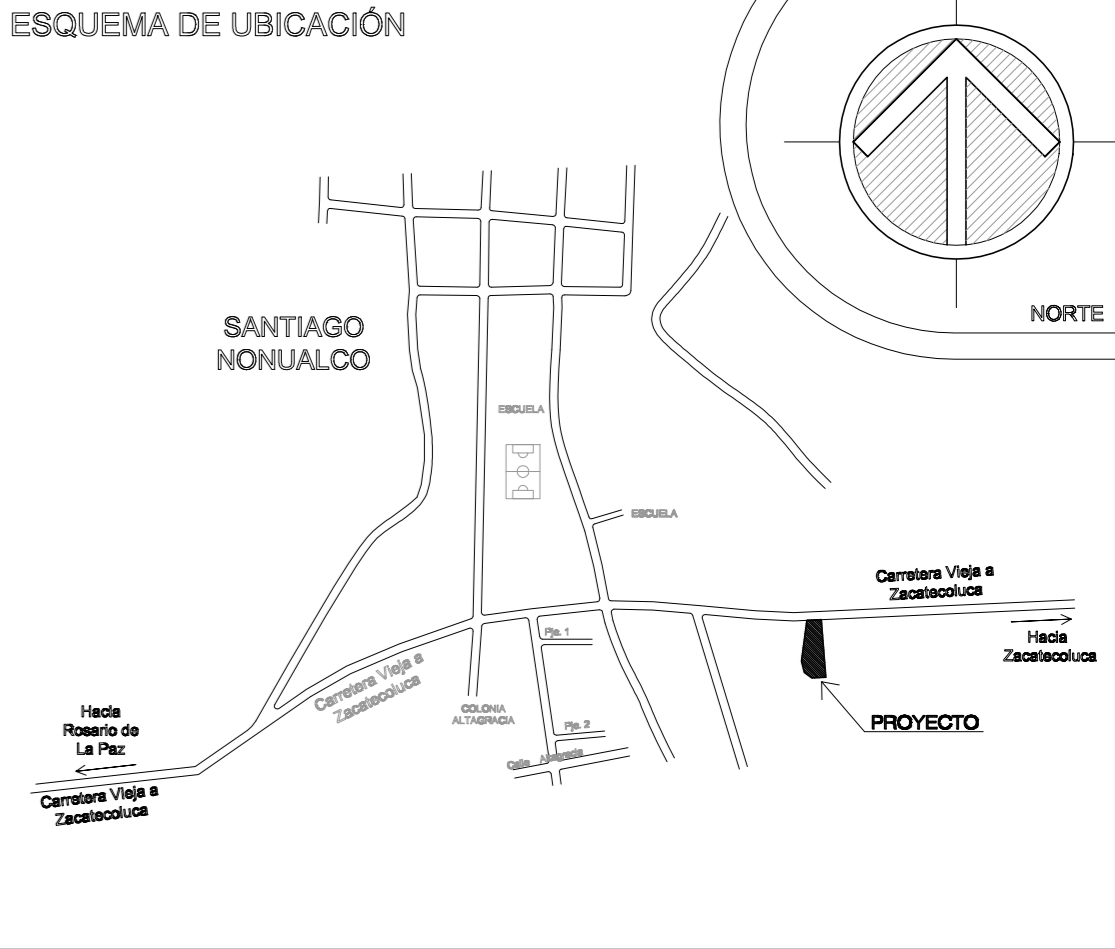 ESQUEMA DE UBICACIÓN
NORTE
SANTIAGO
NONUALCO
ESCUELA
ESCUELA
Carretera Vieja a
Zacatecoluca
Hacia
Zacatecoluca
Pje. 1
Carretera Vieja a
Zacatecoluca
COLONIA
ALTAGRACIA
Hacia
Rosario de
La Paz
PROYECTO
Pje. 2
Calle Altagracia
Carretera Vieja a
Zacatecoluca